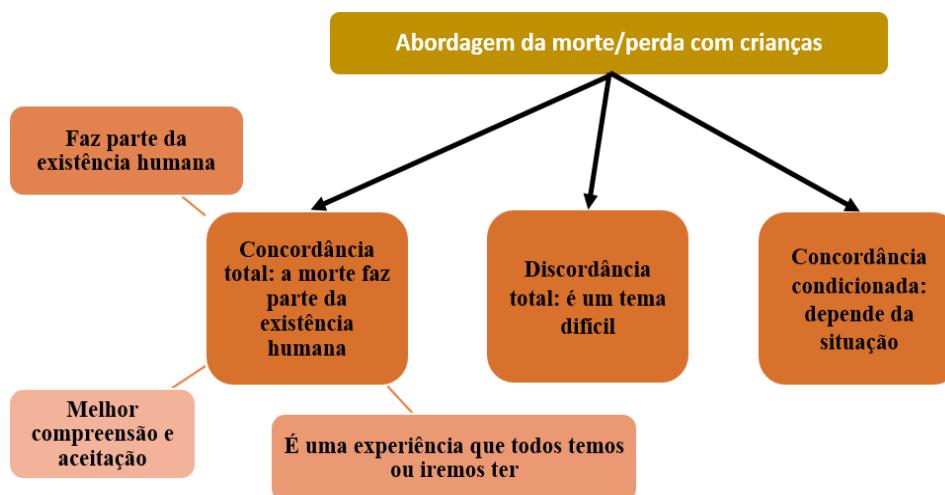 Abordagem da morte/perda com crianças
Faz parte da
existência humana
Concordância
total: a morte faz
parte da
existência
humana
Discordância
total: é um tema
difícil
Concordância
condicionada:
depende da
situação
Melhor
compreensão e
aceitação
É uma experiência que todos temos
ou iremos ter